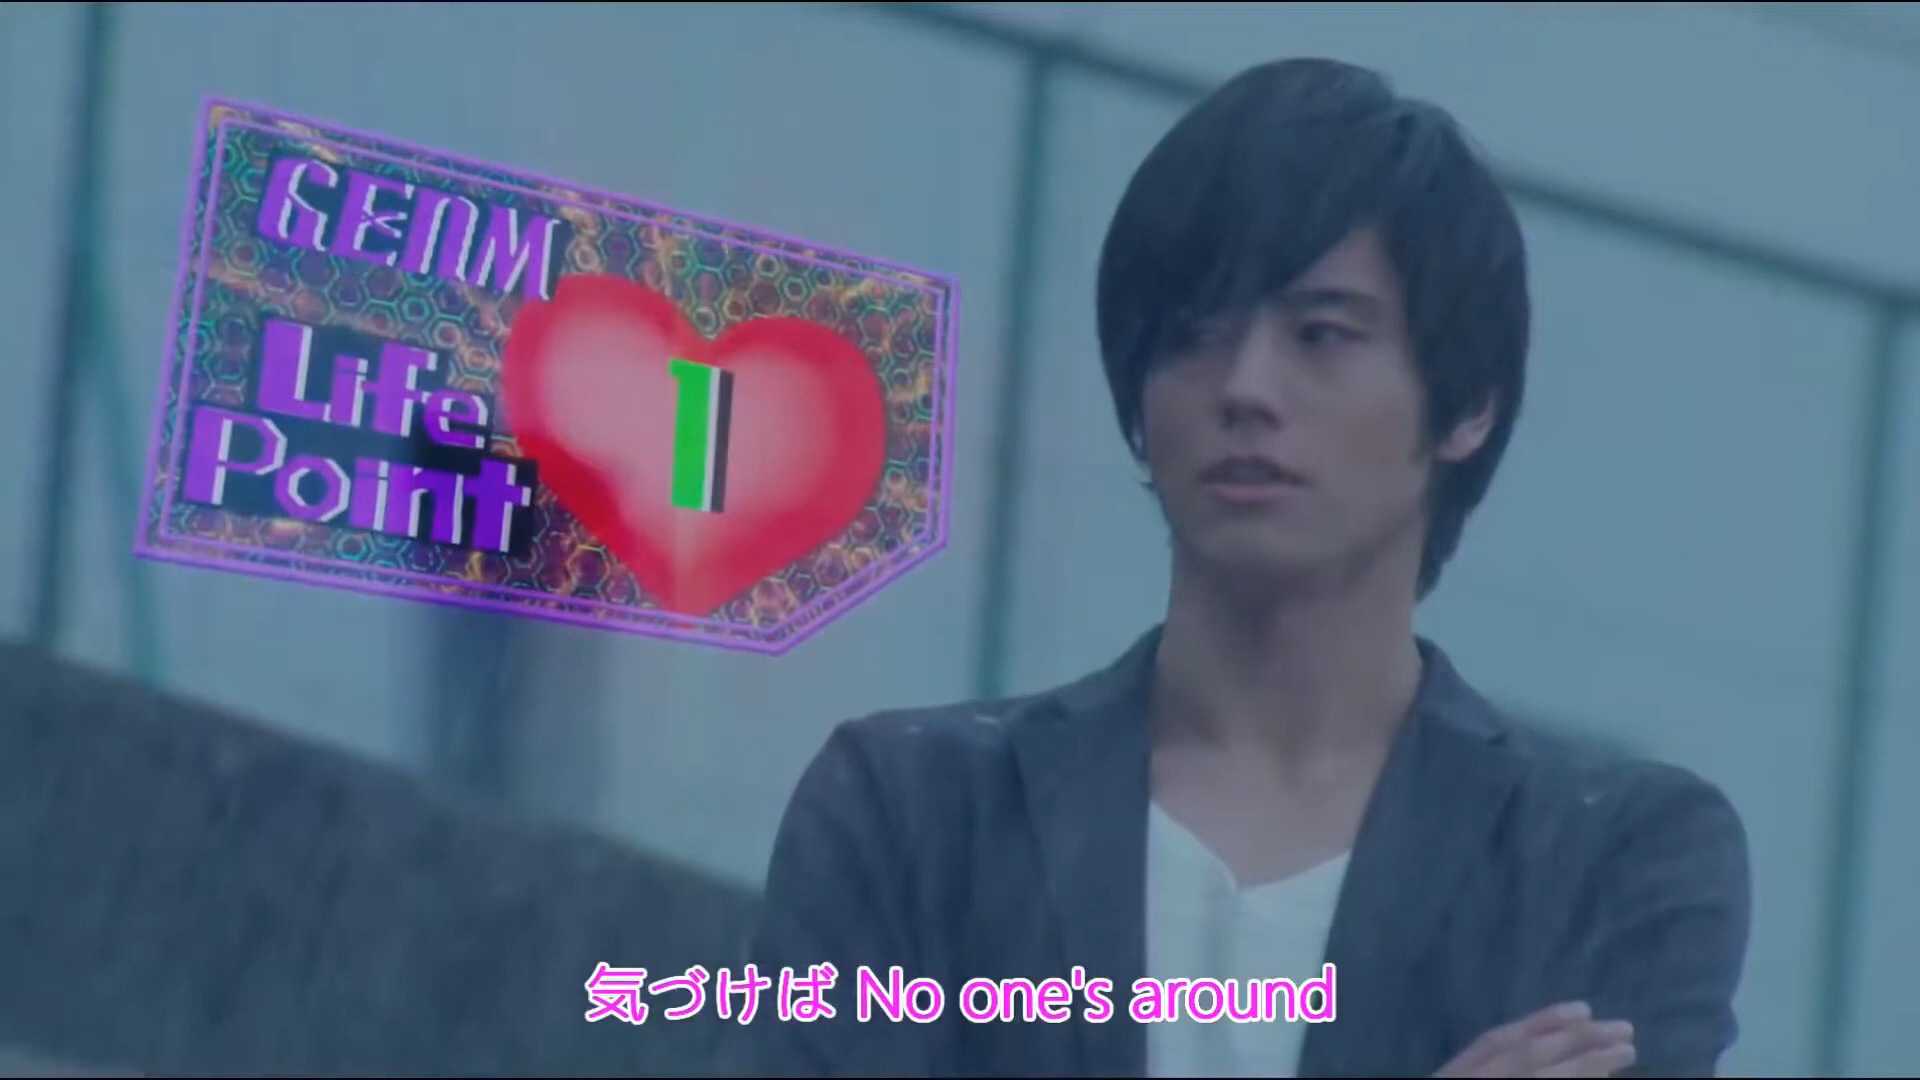 GENM
Life
Point
1
気づけば No one's around